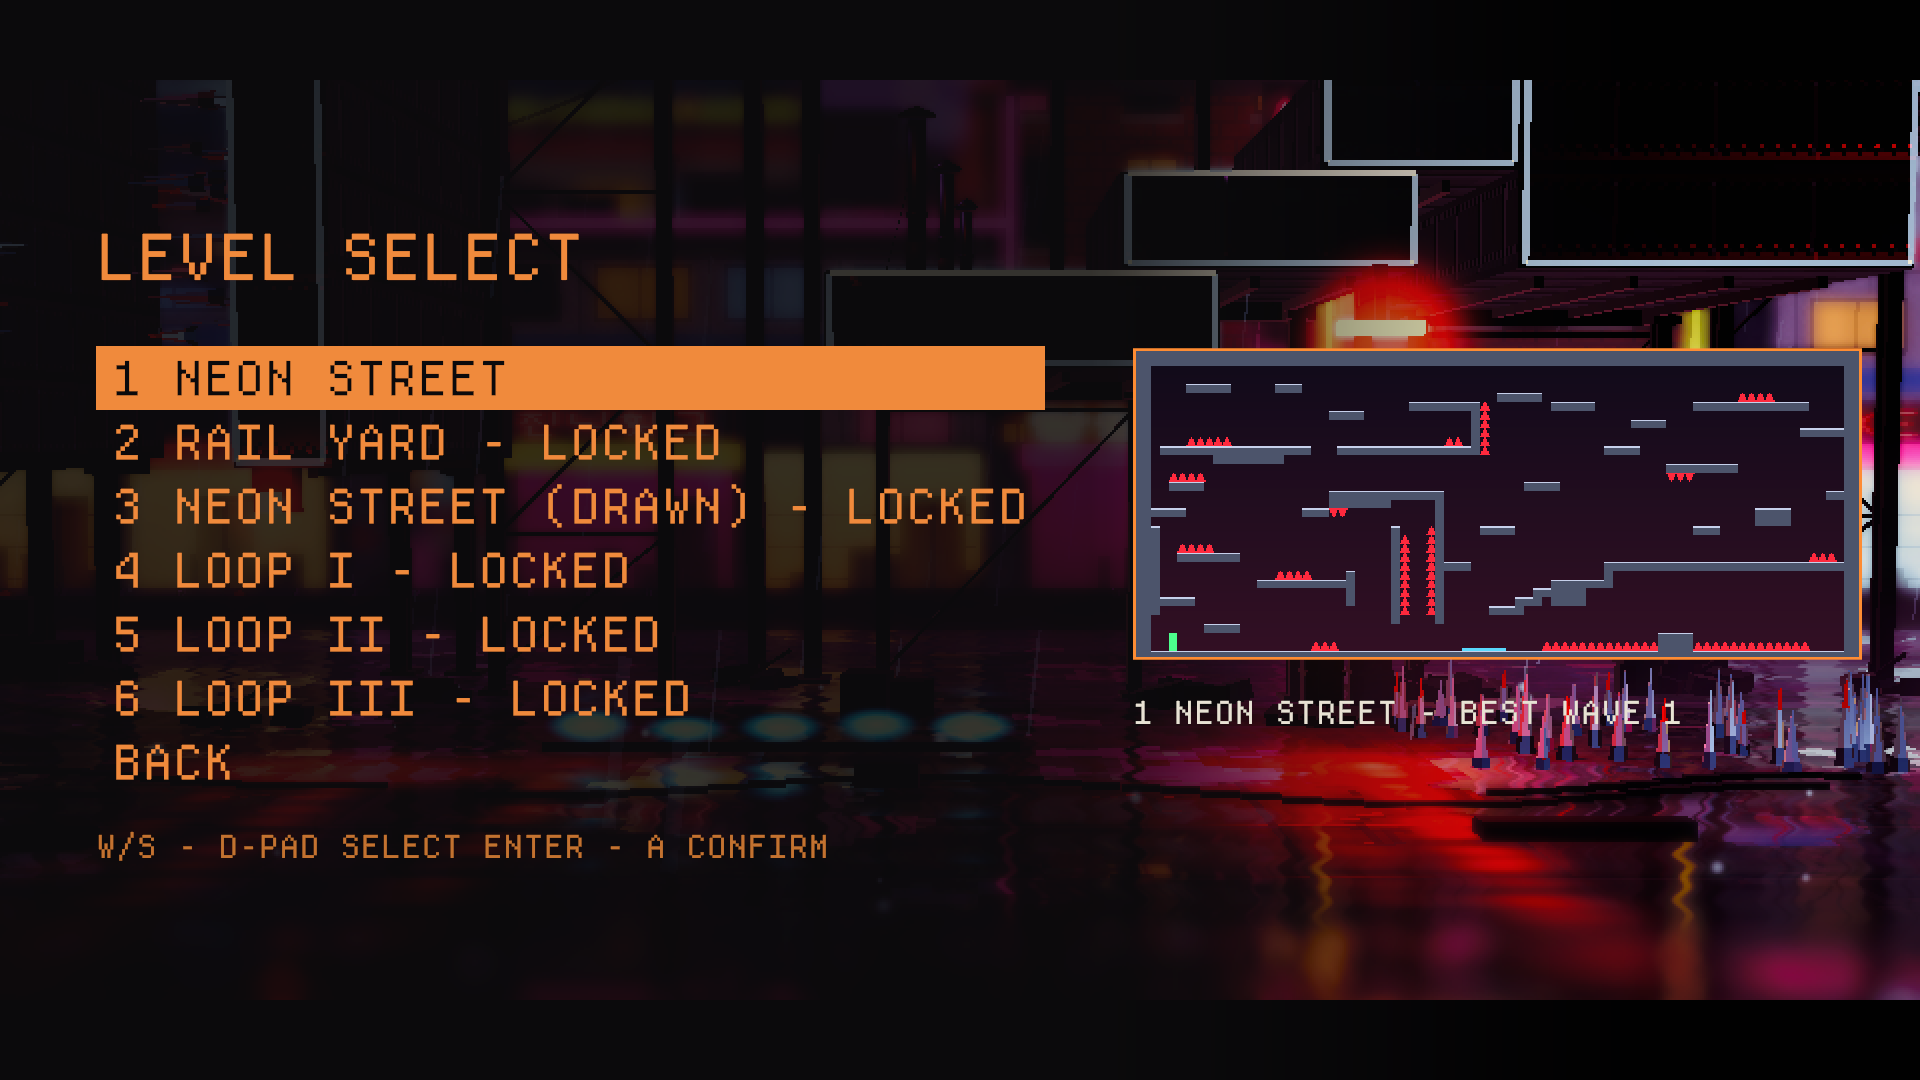 LEVEL SELECT
1 NEON STREET
2 RAIL YARD - LOCKED
3 NEON STREET (DRAWN) - LOCKED
4 LOOP I - LOCKED
5 LOOP II - LOCKED
6 LOOP III - LOCKED
BACK
W/S - D-PAD SELECT ENTER - A CONFIRM
1 NEON STREET - BEST WAVE 1